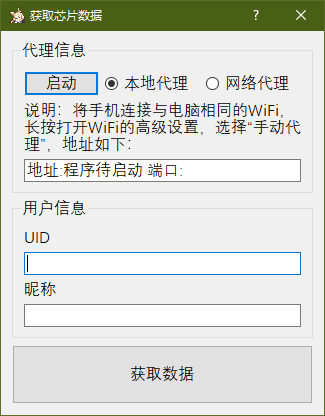 获取芯片数据 ?
代理信息
启动 本地代理 网络代理
说明：将手机连接与电脑相同的WiFi,
长按打开WiFi的高级设置，选择“手动代
理”，地址如下：
地址:程序待启动 端口:
用户信息
UID
昵称
获取数据